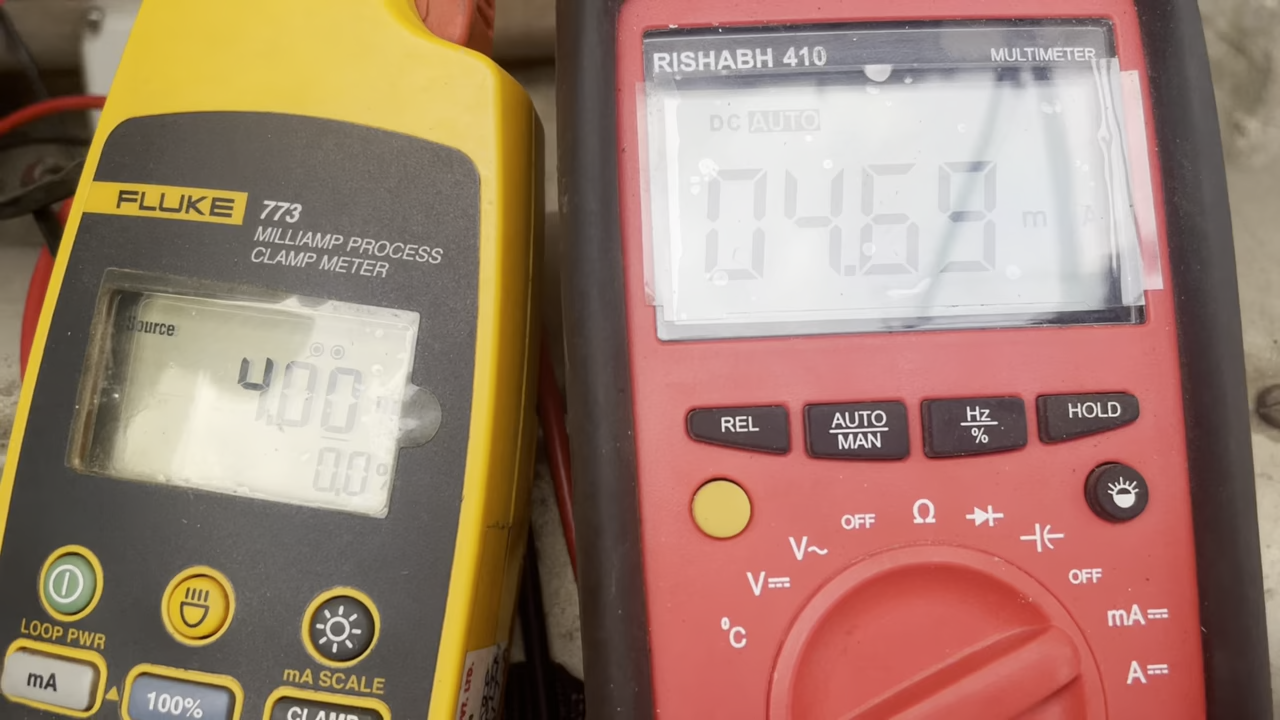 FLUKE 773
MILLIAMP PROCESS
CLAMP METER
Source
4.00
0.0%
LOOP PWR
mA
100%
mA SCALE
CLAMP
RISHABH 410
MULTIMETER
DC AUTO
04.69 mA
REL
AUTO
MAN
Hz
%
HOLD
V~
OFF
Ω
V
OFF
°C
mA
A